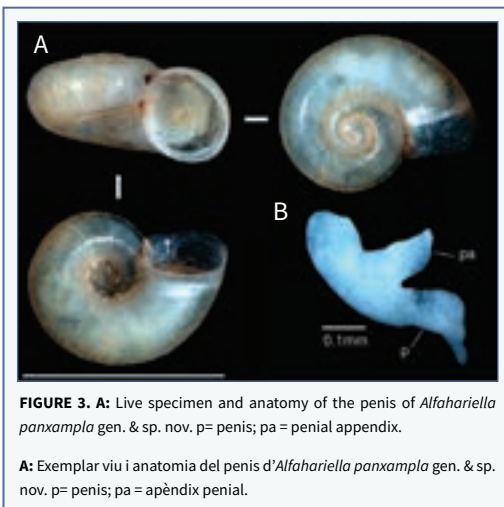 A
B
pa
0.1mm
p
FIGURE 3. A: Live specimen and anatomy of the penis of Alfahariella
panxampla gen. & sp. nov. p= penis; pa = penial appendix.
A: Exemplar viu i anatomia del penis d'Alfahariella panxampla gen. & sp.
nov. p= penis; pa = apèndix penial.